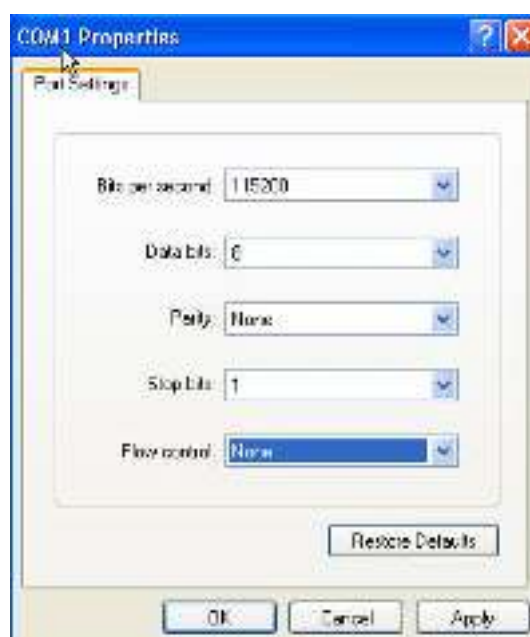 COM1 Properties
Port Settings
Bits per second: 115200
Data bits: 8
Parity: None
Stop bits: 1
Flow control: None
Restore Defaults
OK Cancel Apply